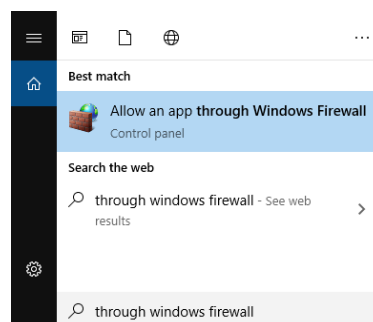 ...
Best match
Allow an app through Windows Firewall
Control panel
Search the web
through windows firewall - See web
results
through windows firewall